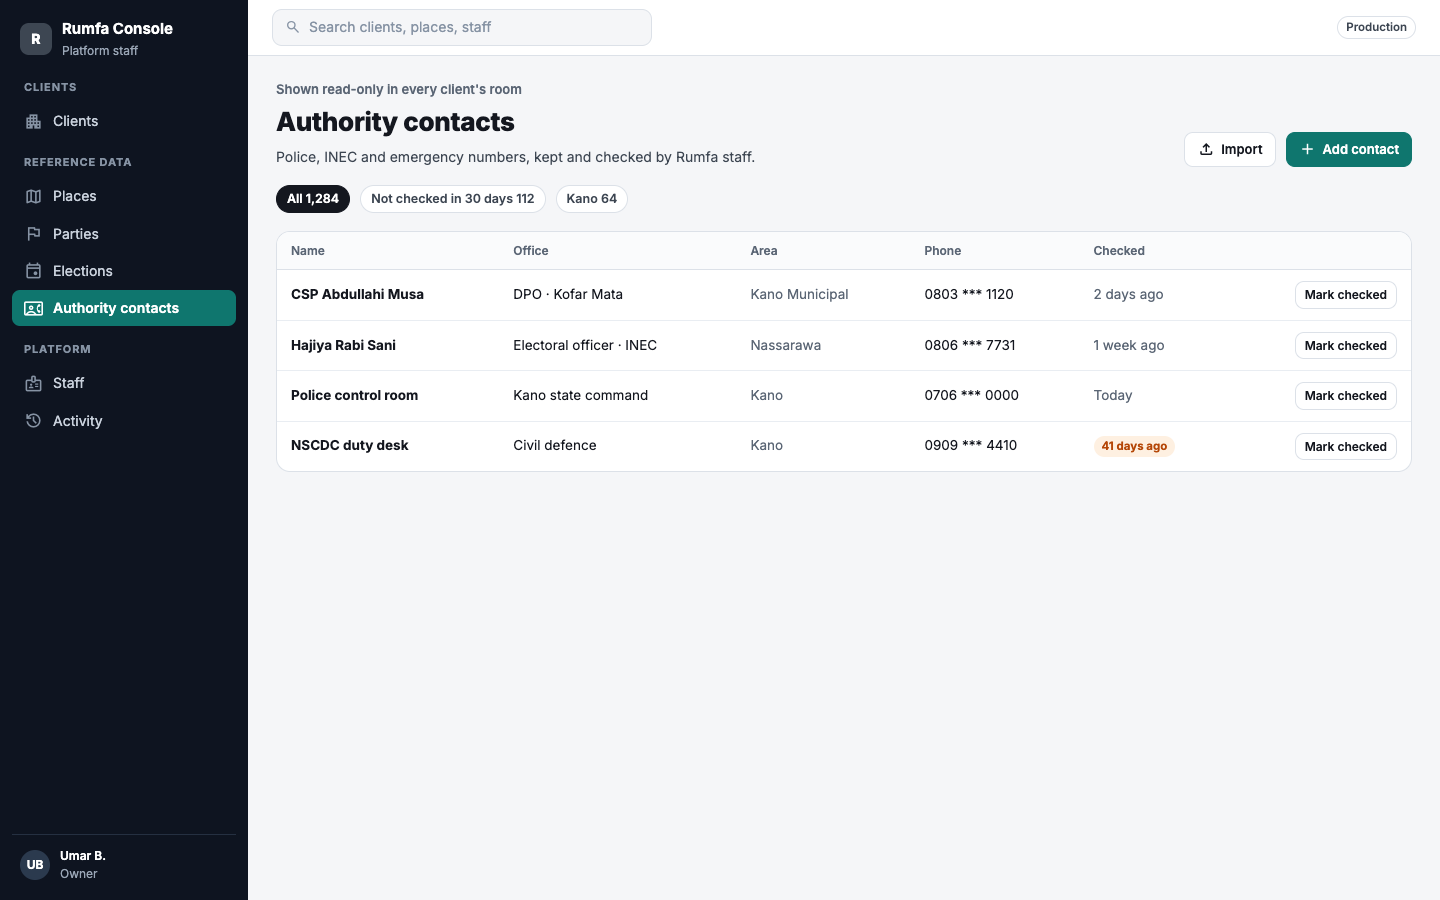 R
Rumfa Console
Platform staff
CLIENTS
Clients
REFERENCE DATA
Places
Parties
Elections
Authority contacts
PLATFORM
Staff
Activity
UB
Umar B.
Owner
Search clients, places, staff
Production
Shown read-only in every client's room
Authority contacts
Police, INEC and emergency numbers, kept and checked by Rumfa staff.
Import
Add contact
All 1,284 Not checked in 30 days 112 Kano 64
Name Office Area Phone Checked
CSP Abdullahi Musa DPO · Kofar Mata Kano Municipal 0803 *** 1120 2 days ago Mark checked
Hajiya Rabi Sani Electoral officer · INEC Nassarawa 0806 *** 7731 1 week ago Mark checked
Police control room Kano state command Kano 0706 *** 0000 Today Mark checked
NSCDC duty desk Civil defence Kano 0909 *** 4410 41 days ago Mark checked